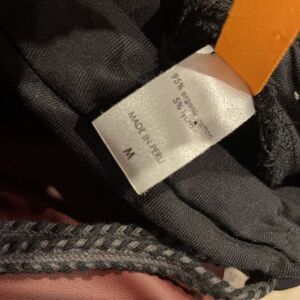 95% organic cotton
5% lycra
MADE IN PERU
M